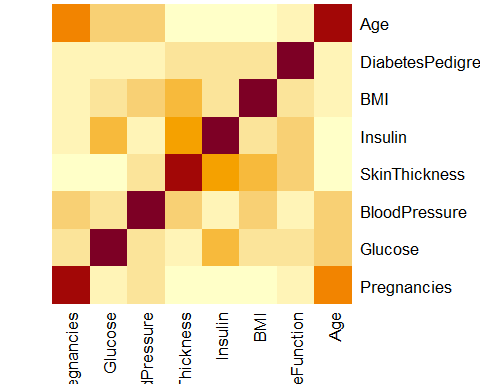 Age
DiabetesPedigre
BMI
Insulin
SkinThickness
BloodPressure
Glucose
Pregnancies
egnancies
Glucose
dPressure
Thickness
Insulin
BMI
eFunction
Age